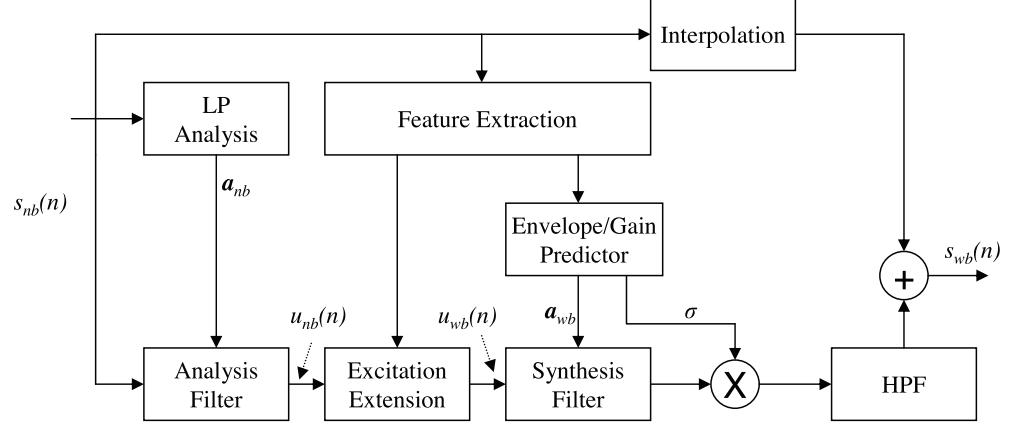 Interpolation
LP
Analysis
Feature Extraction
a_nb
s_nb(n)
Envelope/Gain
Predictor
s_wb(n)
+
u_nb(n)
u_wb(n)
a_wb
σ
Analysis
Filter
Excitation
Extension
Synthesis
Filter
X
HPF